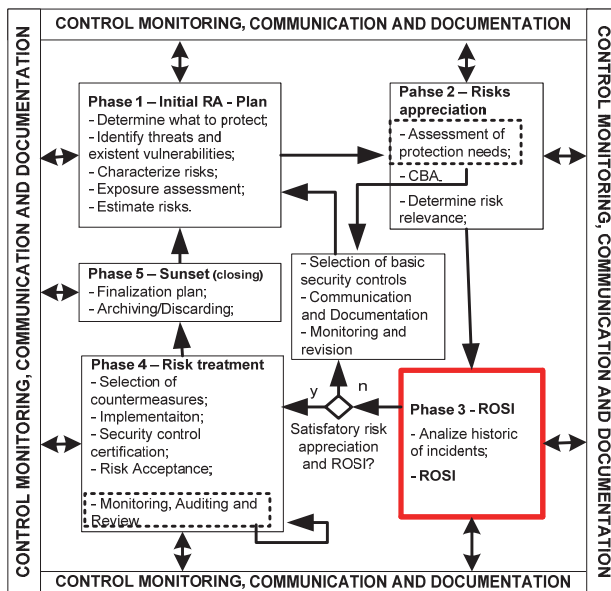 CONTROL MONITORING, COMMUNICATION AND DOCUMENTATION
CONTROL MONITORING, COMMUNICATION AND DOCUMENTATION
Phase 1 – Initial RA - Plan
- Determine what to protect;
- Identify threats and
existent vulnerabilities;
- Characterize risks;
- Exposure assessment;
- Estimate risks.
Pahse 2 – Risks
appreciation
- Assessment of
protection needs;
- CBA.
- Determine risk
relevance;
CONTROL MONITORING, COMMUNICATION AND DOCUMENTATION
- Selection of basic
security controls
- Communication and
Documentation
- Monitoring and
revision
Phase 5 – Sunset (closing)
- Finalization plan;
- Archiving/Discarding.
Phase 4 – Risk treatment
- Selection of
countermeasures;
- Implementaiton;
- Security control
certification;
- Risk Acceptance;
- Monitoring, Auditing and
Review
y
n
Satisfatory risk
appreciation
and ROSI?
Phase 3 - ROSI
- Analize historic
of incidents;
- ROSI
CONTROL MONITORING, COMMUNICATION AND DOCUMENTATION